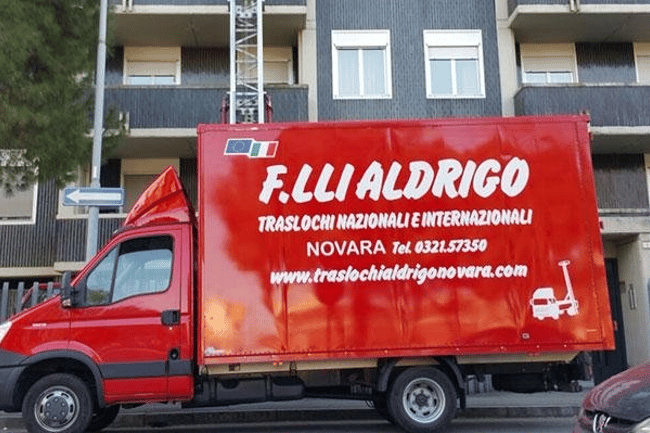 F.LLI ALDRIGO
TRASLOCHI NAZIONALI E INTERNAZIONALI
NOVARA Tel. 0321.57350
www.traslochialdrigonovara.com